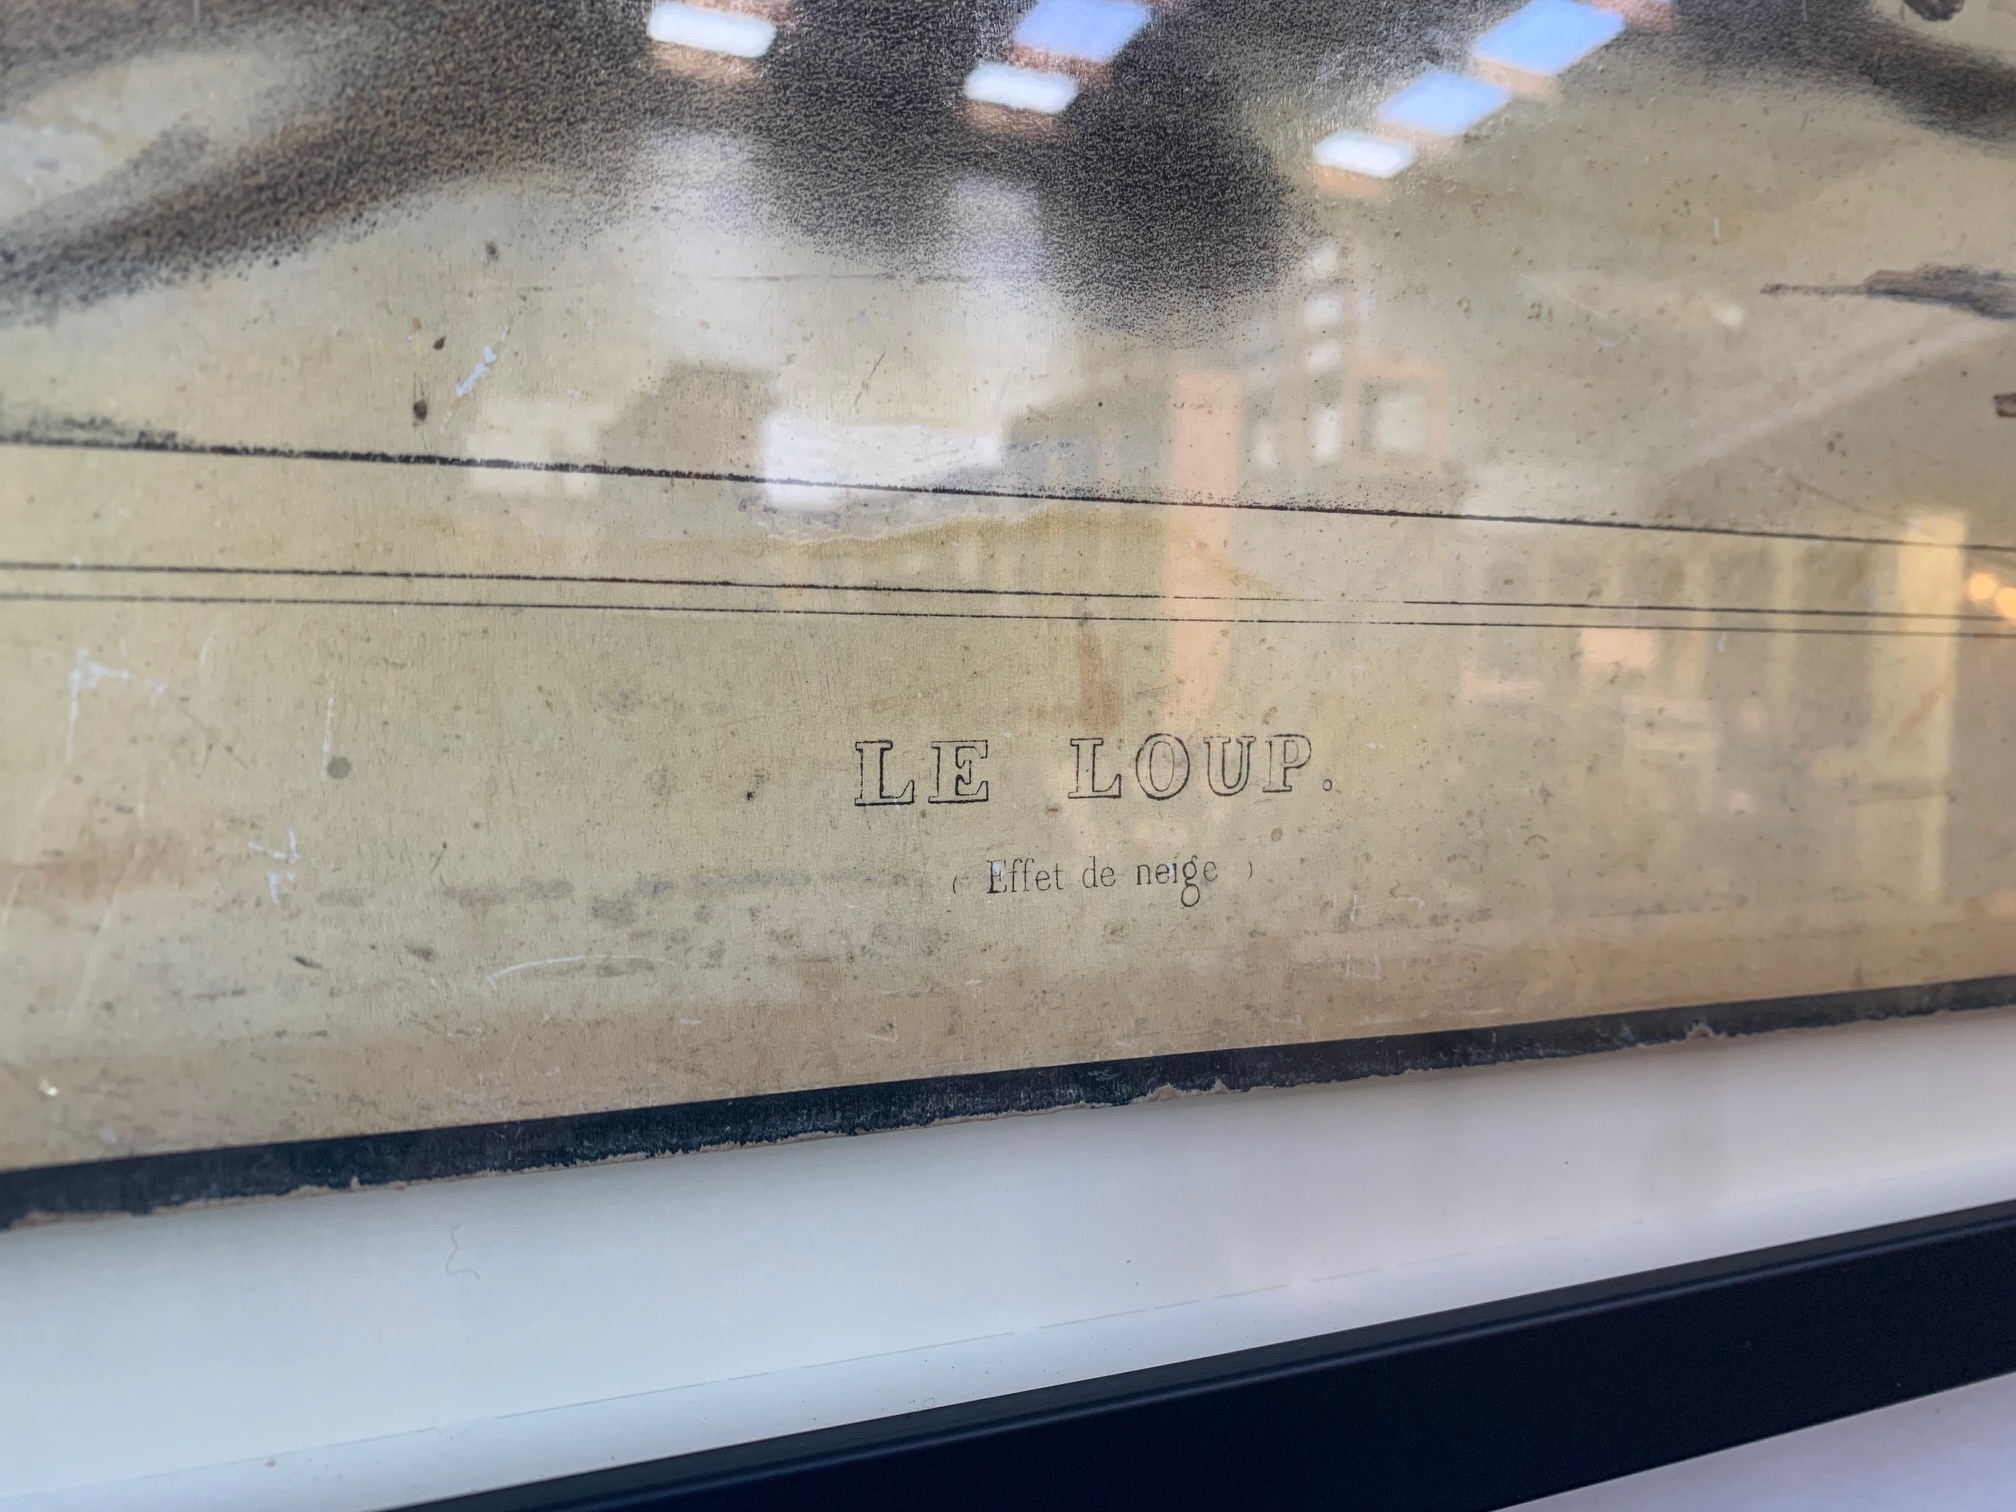 LE LOUP.
( Effet de neige )